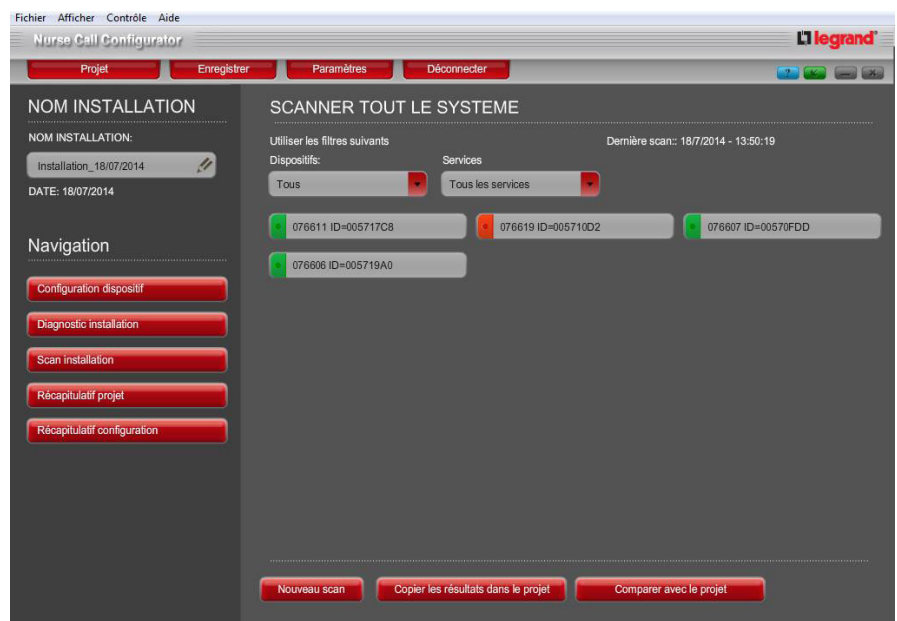 Fichier Afficher Contrôle Aide
Nurse Call Configurator
legrand
Projet Enregistrer Paramètres Déconnecter
? K
NOM INSTALLATION
NOM INSTALLATION:
Installation_18/07/2014
DATE: 18/07/2014
Navigation
Configuration dispositif
Diagnostic installation
Scan installation
Récapitulatif projet
Récapitulatif configuration
SCANNER TOUT LE SYSTEME
Utiliser les filtres suivants
Dernière scan:: 18/7/2014 - 13:50:19
Dispositifs: Services
Tous Tous les services
076611 ID=005717C8 076619 ID=005710D2 076607 ID=00570FDD
076606 ID=005719A0
Nouveau scan Copier les résultats dans le projet Comparer avec le projet